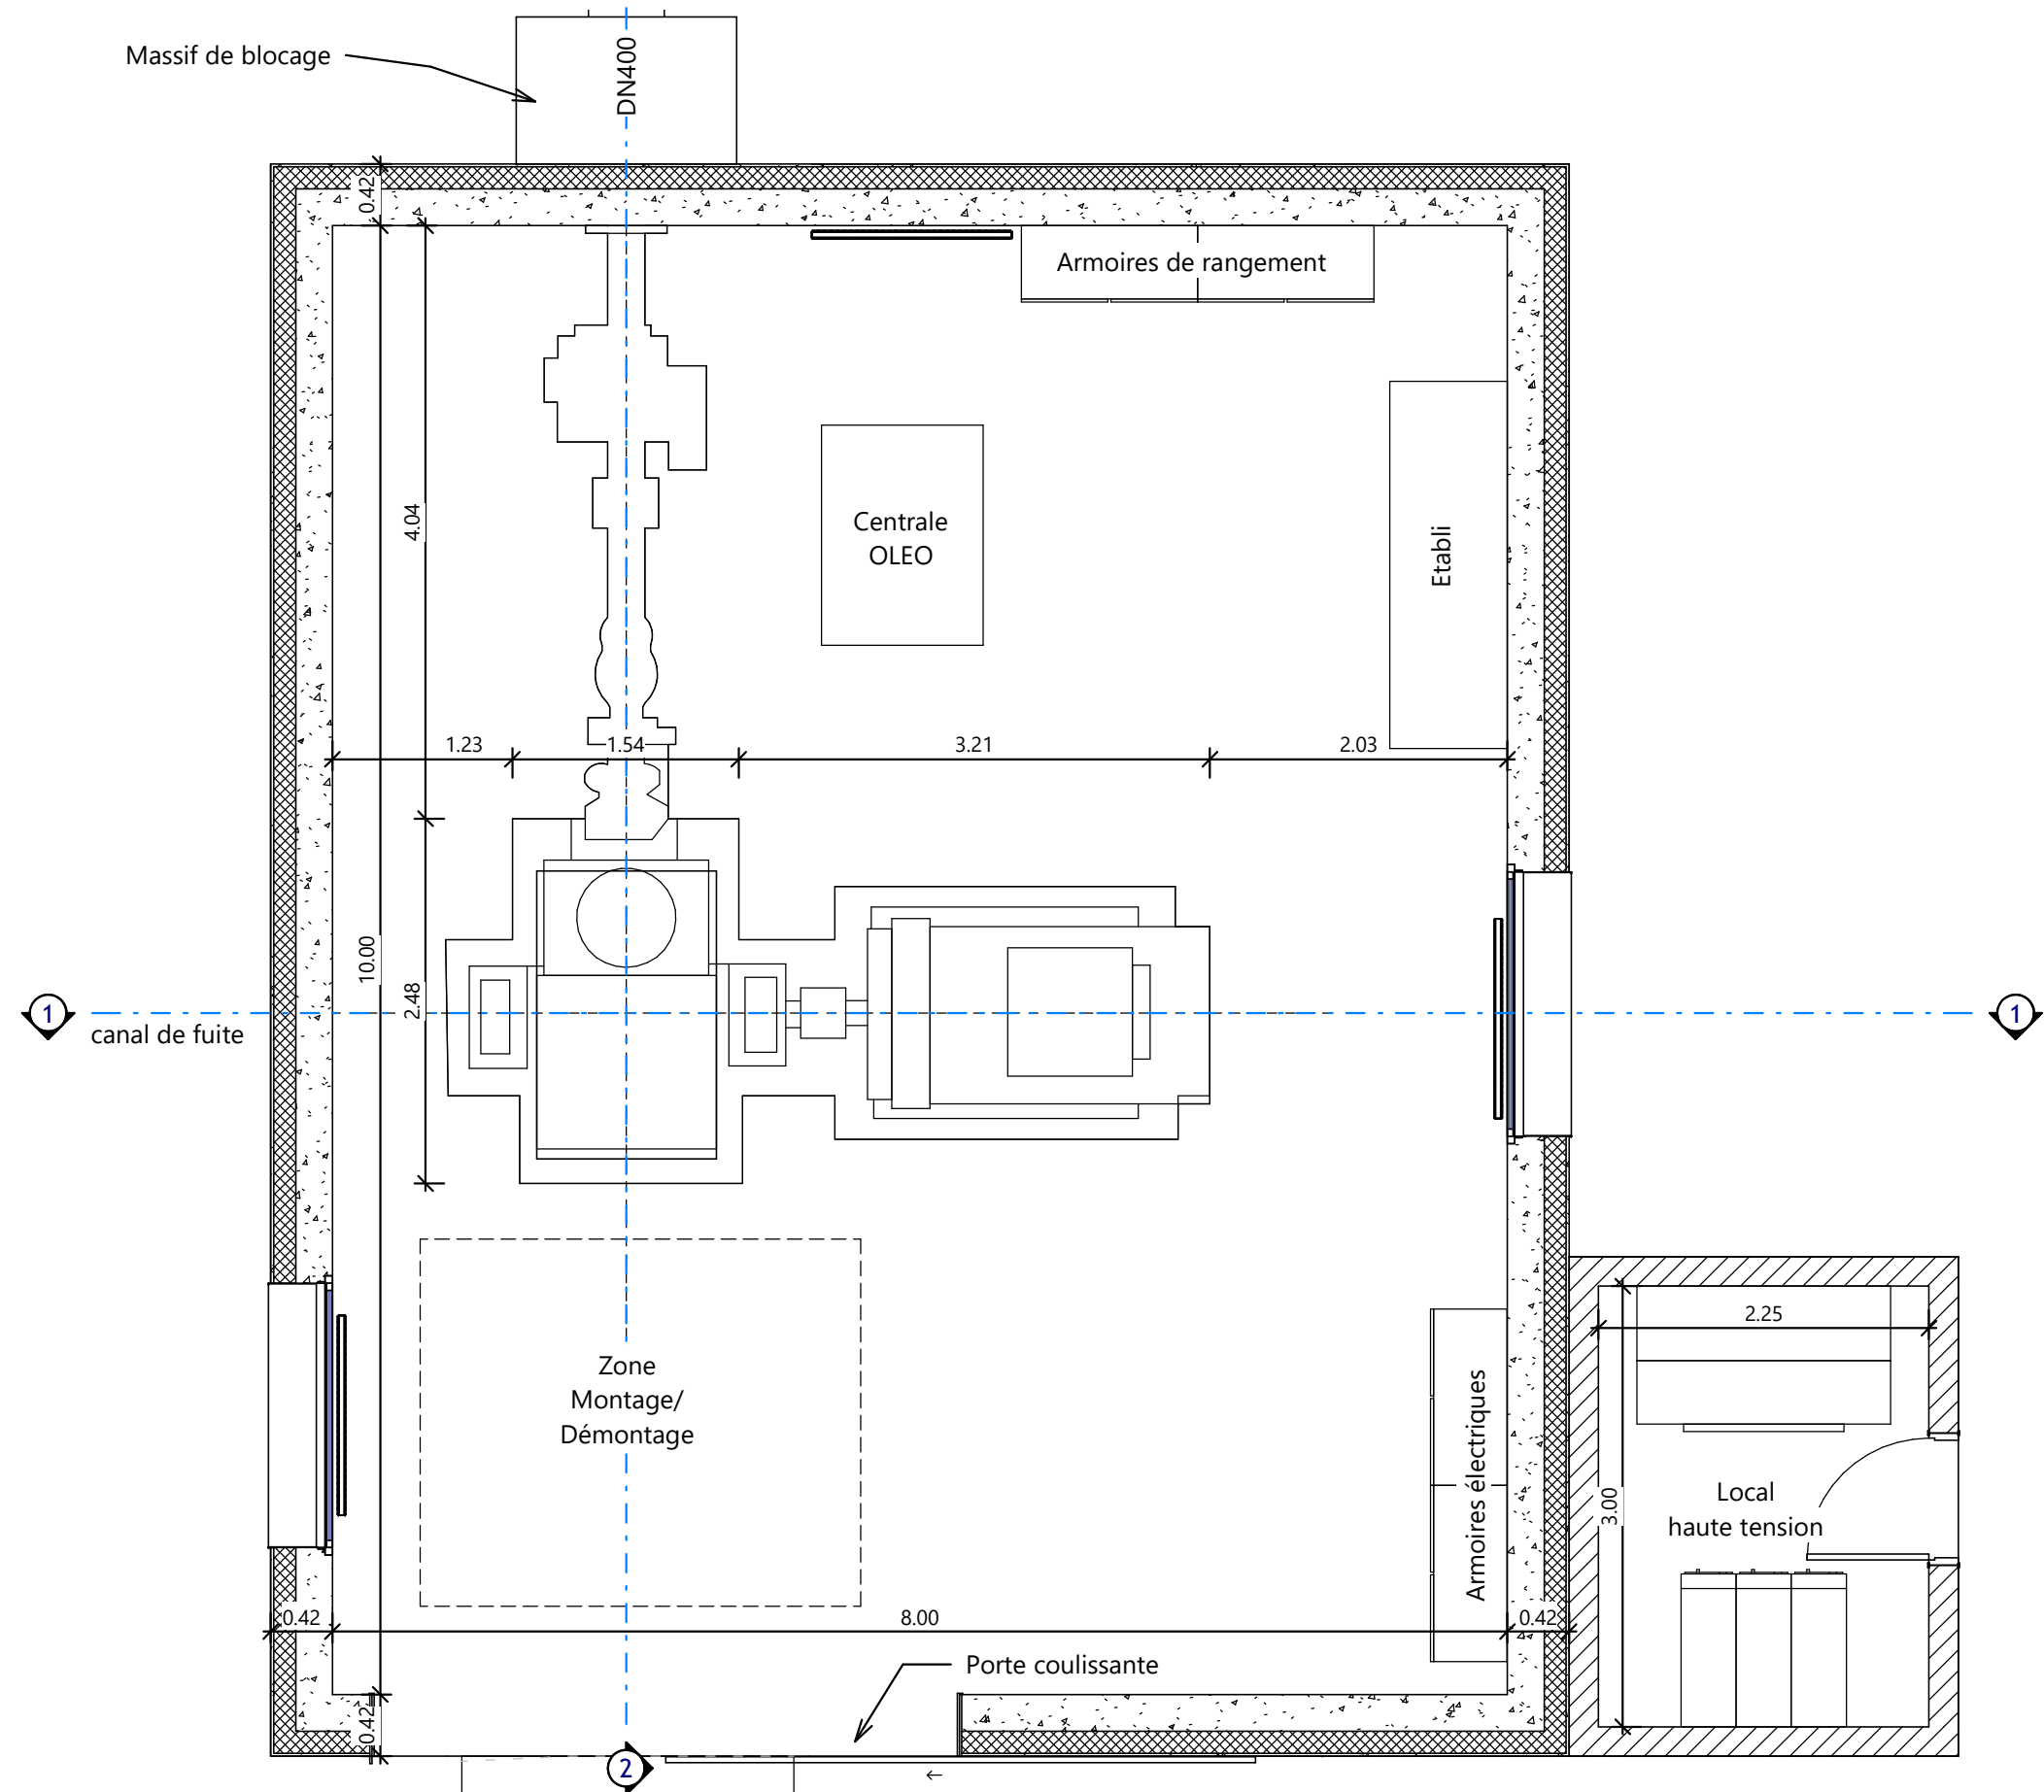 Massif de blocage
DN400
0.42
Armoires de rangement
4.04
Centrale
OLEO
Etabli
1.23
1.54
3.21
2.03
10.00
2.48
1
canal de fuite
1
2.25
Zone
Montage/
Démontage
Armoires électriques
3.00
Local
haute tension
0.42
8.00
0.42
Porte coulissante
0.42
2